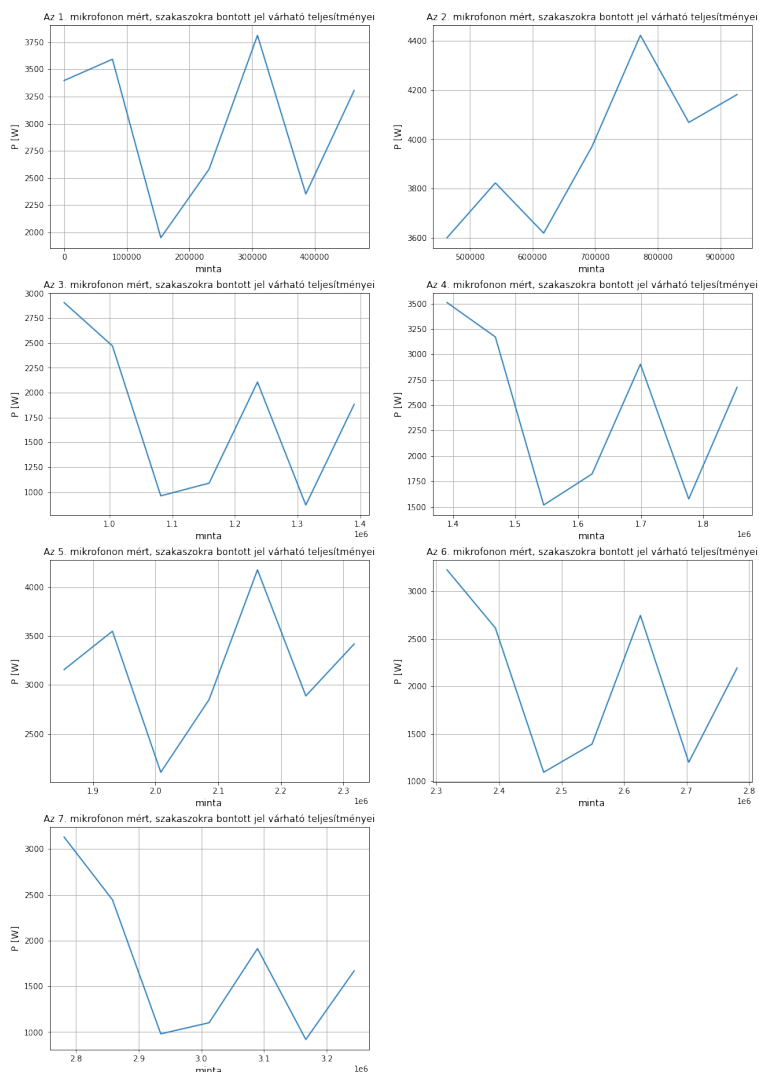 Az 1. mikrofonon mért, szakaszokra bontott jel várható teljesítményei
P [W]
3750
3500
3250
3000
2750
2500
2250
2000
0 100000 200000 300000 400000
minta
Az 2. mikrofonon mért, szakaszokra bontott jel várható teljesítményei
P [W]
4400
4200
4000
3800
3600
500000 600000 700000 800000 900000
minta
Az 3. mikrofonon mért, szakaszokra bontott jel várható teljesítményei
P [W]
3000
2750
2500
2250
2000
1750
1500
1250
1000
1.0 1.1 1.2 1.3 1.4
1e6
minta
Az 4. mikrofonon mért, szakaszokra bontott jel várható teljesítményei
P [W]
3500
3250
3000
2750
2500
2250
2000
1750
1500
1.4 1.5 1.6 1.7 1.8
1e6
minta
Az 5. mikrofonon mért, szakaszokra bontott jel várható teljesítményei
P [W]
4000
3500
3000
2500
1.9 2.0 2.1 2.2 2.3
1e6
minta
Az 6. mikrofonon mért, szakaszokra bontott jel várható teljesítményei
P [W]
3000
2500
2000
1500
1000
2.3 2.4 2.5 2.6 2.7 2.8
1e6
minta
Az 7. mikrofonon mért, szakaszokra bontott jel várható teljesítményei
P [W]
3000
2500
2000
1500
1000
2.8 2.9 3.0 3.1 3.2
1e6
minta